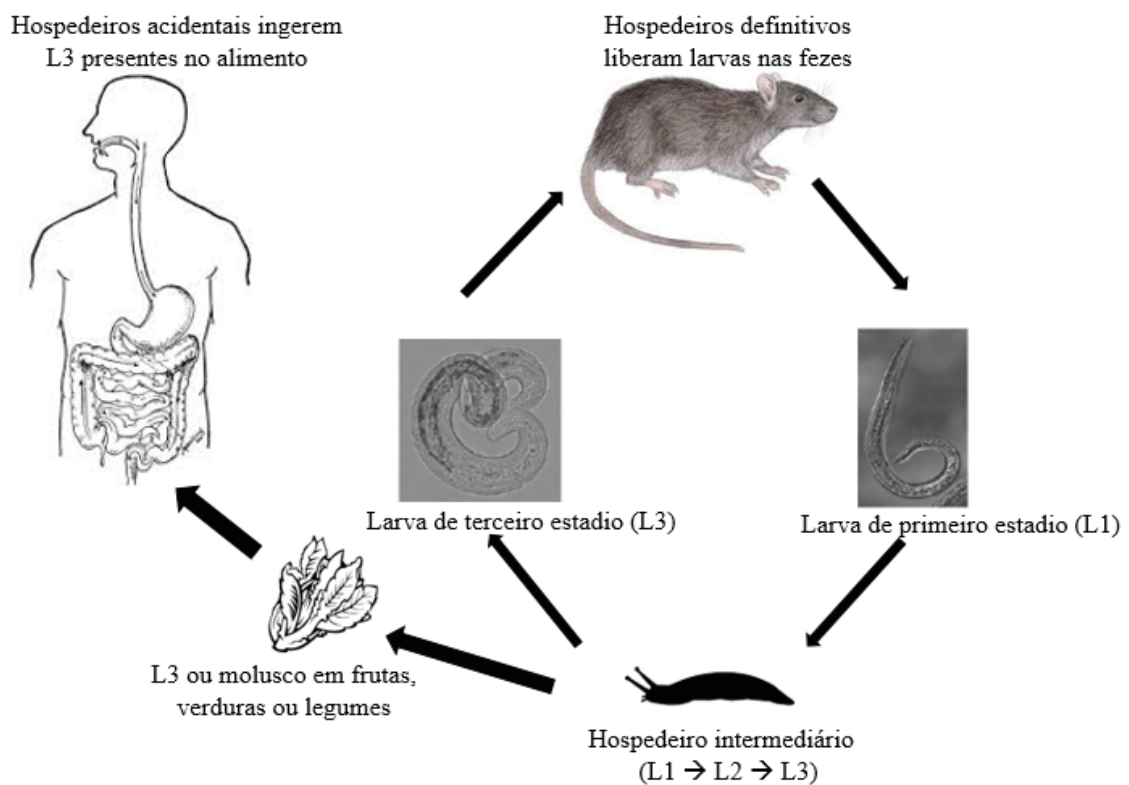 Hospedeiros acidentais ingerem
L3 presentes no alimento
Hospedeiros definitivos
liberam larvas nas fezes
Larva de terceiro estadio (L3)
Larva de primeiro estadio (L1)
L3 ou molusco em frutas,
verduras ou legumes
Hospedeiro intermediário
(L1 → L2 → L3)